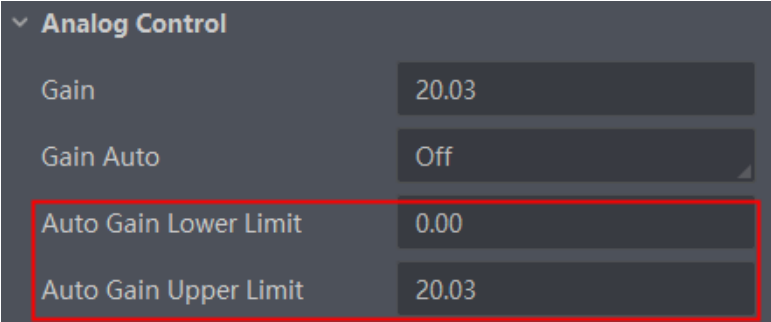 Analog Control
Gain 20.03
Gain Auto Off
Auto Gain Lower Limit 0.00
Auto Gain Upper Limit 20.03